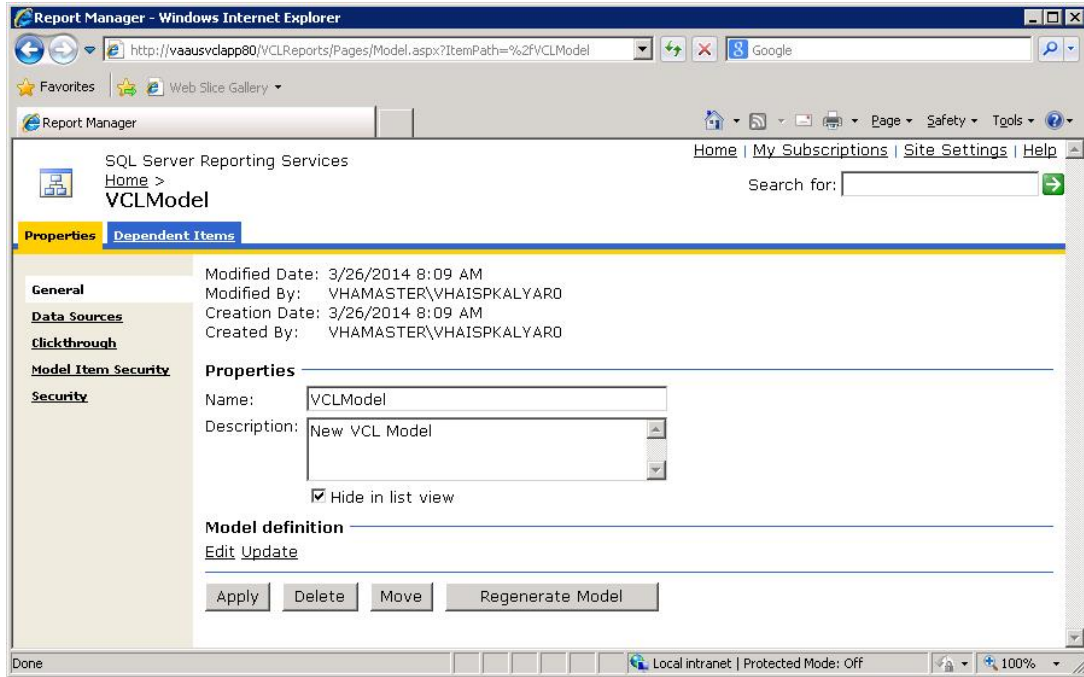 Report Manager - Windows Internet Explorer
http://vaausvclapp80/VCLReports/Pages/Model.aspx?ItemPath=%2fVCLModel
Google
Favorites
Web Slice Gallery
Report Manager
Page Safety Tools
SQL Server Reporting Services
Home | My Subscriptions | Site Settings | Help
Home >
VCLModel
Search for:
Properties Dependent Items
General
Data Sources
Clickthrough
Model Item Security
Security
Modified Date: 3/26/2014 8:09 AM
Modified By: VHAMASTER\VHAISPKALYAR0
Creation Date: 3/26/2014 8:09 AM
Created By: VHAMASTER\VHAISPKALYAR0
Properties
Name: VCLModel
Description: New VCL Model
Hide in list view
Model definition
Edit Update
Apply Delete Move Regenerate Model
Done Local intranet | Protected Mode: Off 100%